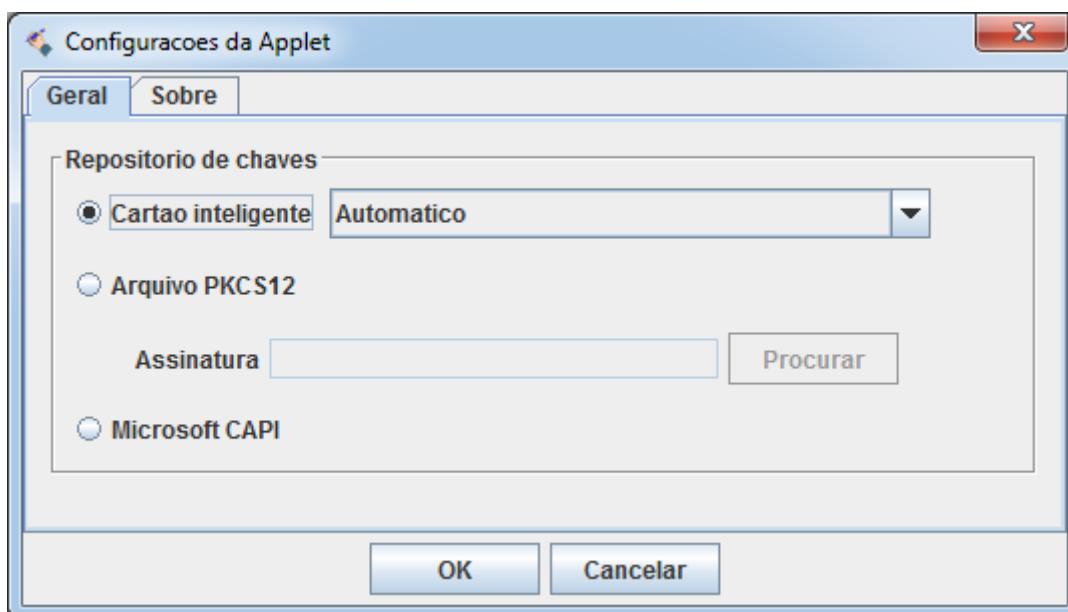 Configuracoes da Applet
Geral Sobre
Repositorio de chaves
Cartao inteligente Automatico
Arquivo PKCS12
Assinatura Procurar
Microsoft CAPI
OK Cancelar